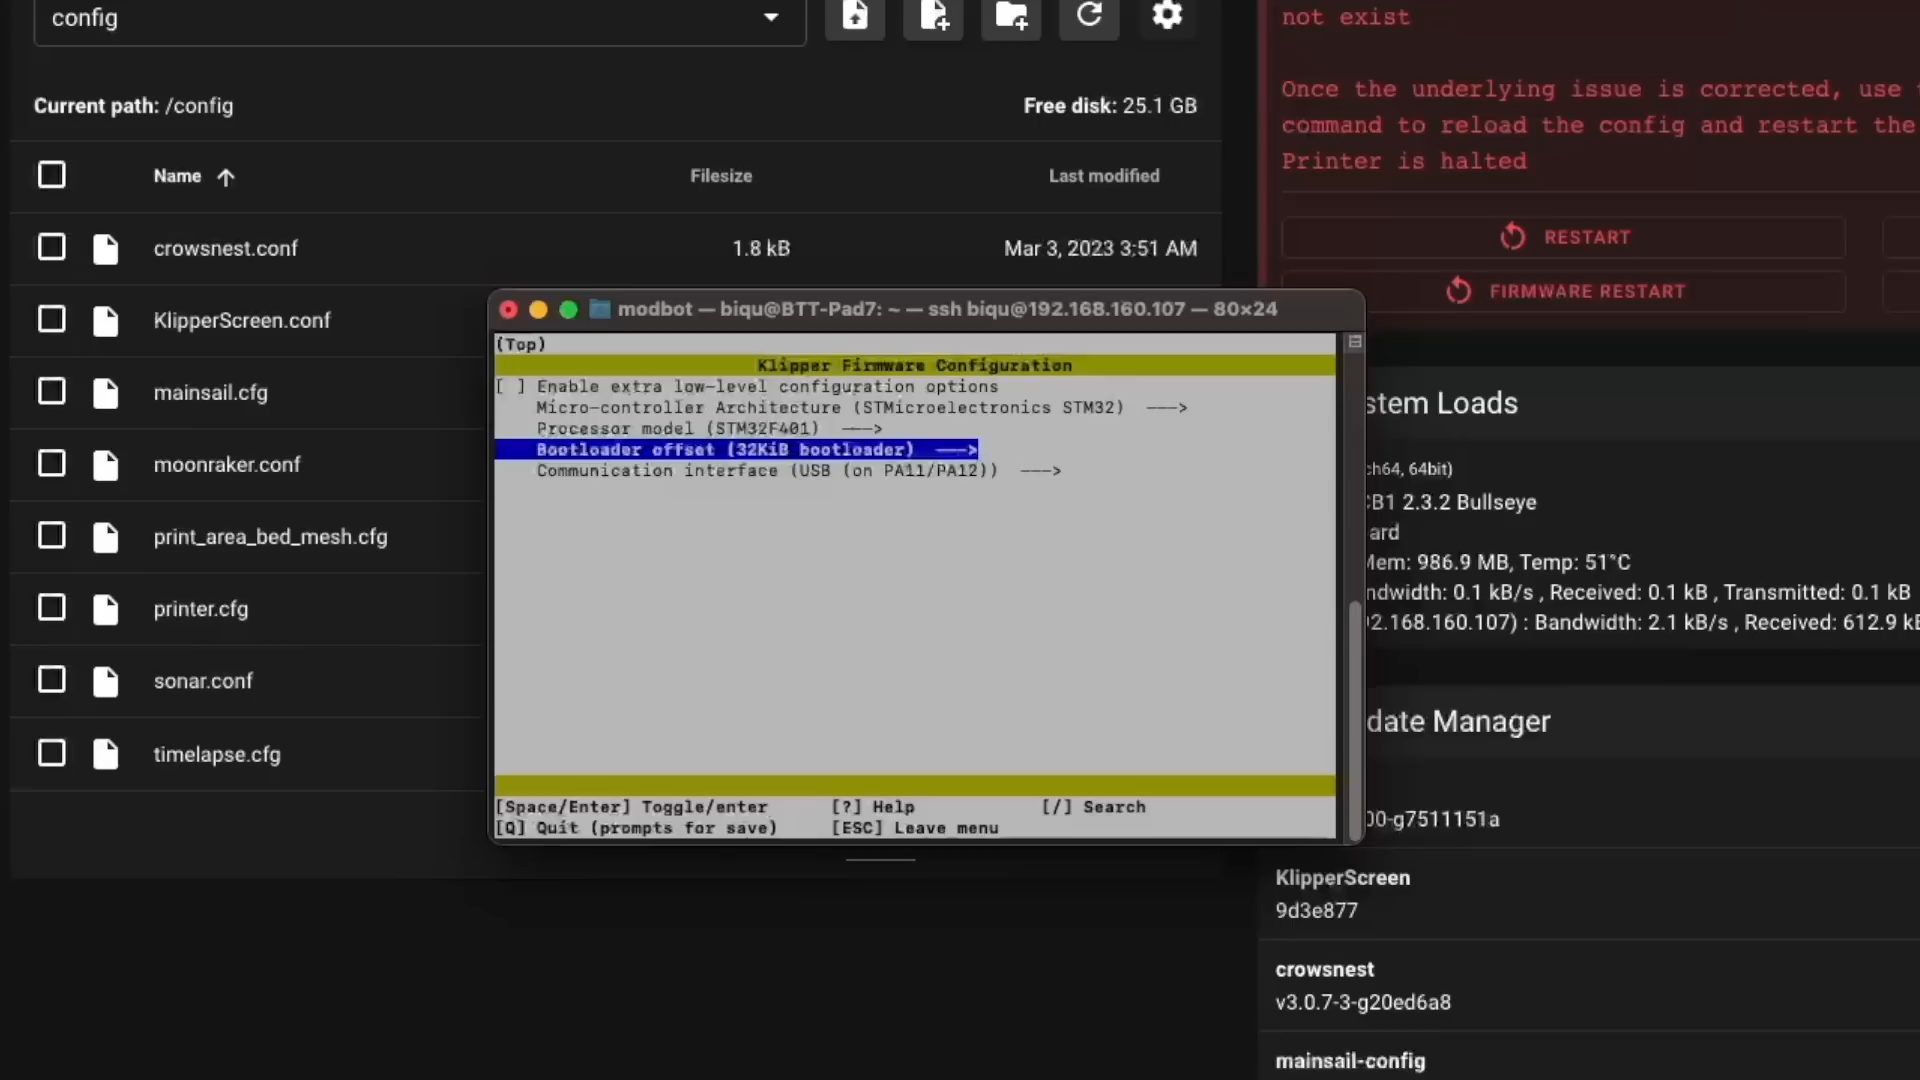 config
Current path: /config
Free disk: 25.1 GB
Name
Filesize
Last modified
crowsnest.conf
1.8 kB
Mar 3, 2023 3:51 AM
KlipperScreen.conf
mainsail.cfg
moonraker.conf
print_area_bed_mesh.cfg
printer.cfg
sonar.conf
timelapse.cfg
modbot — biqu@BTT-Pad7: ~ — ssh biqu@192.168.160.107 — 80×24
(Top)
Klipper Firmware Configuration
[ ] Enable extra low-level configuration options
Micro-controller Architecture (STMicroelectronics STM32) --->
Processor model (STM32F401) --->
Bootloader offset (32KiB bootloader) --->
Communication interface (USB (on PA11/PA12)) --->
[Space/Enter] Toggle/enter [?] Help [/] Search
[Q] Quit (prompts for save) [ESC] Leave menu
not exist
Once the underlying issue is corrected, use
command to reload the config and restart the
Printer is halted
RESTART
FIRMWARE RESTART
stem Loads
ch64, 64bit)
CB1 2.3.2 Bullseye
ard
Mem: 986.9 MB, Temp: 51°C
ndwidth: 0.1 kB/s , Received: 0.1 kB , Transmitted: 0.1 kB
2.168.160.107) : Bandwidth: 2.1 kB/s , Received: 612.9 kB
date Manager
00-g7511151a
KlipperScreen
9d3e877
crowsnest
v3.0.7-3-g20ed6a8
mainsail-config